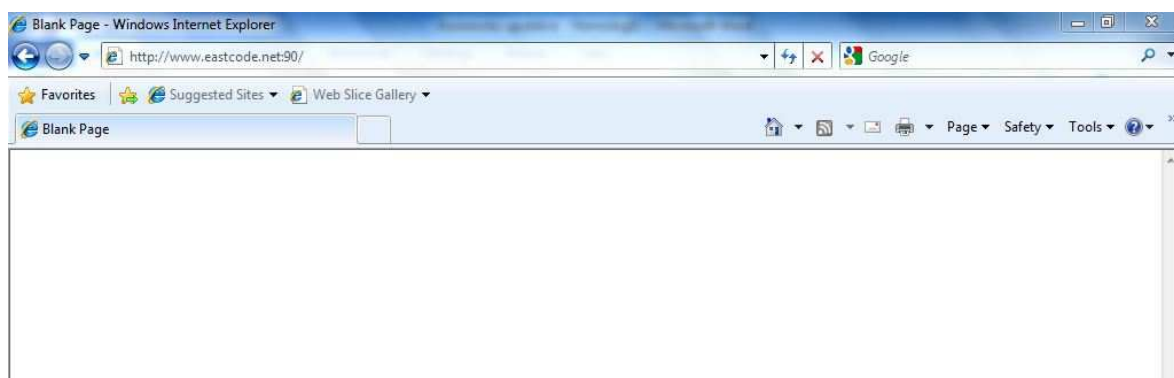 Blank Page - Windows Internet Explorer
http://www.eastcode.net:90/ Google
Favorites Suggested Sites Web Slice Gallery
Blank Page Page Safety Tools